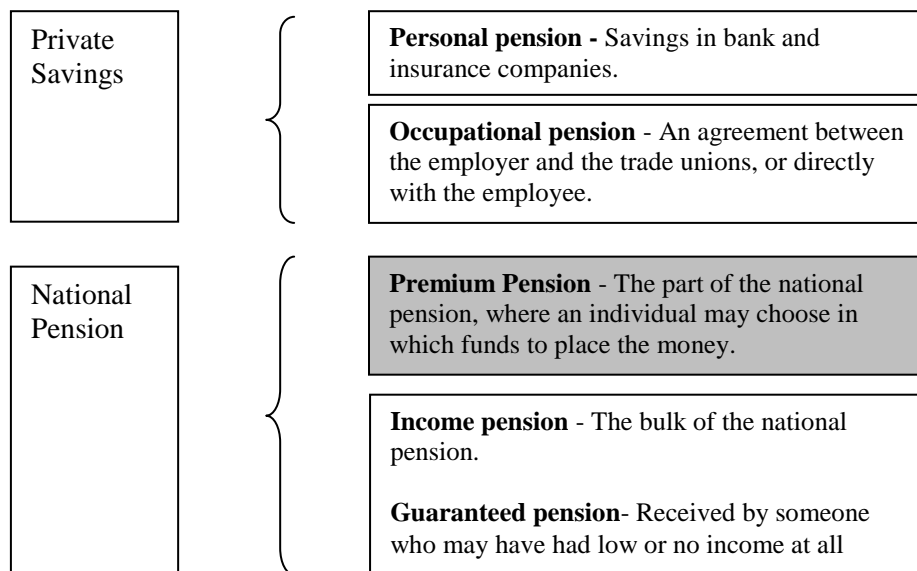 Private
Savings
Personal pension - Savings in bank and
insurance companies.
Occupational pension - An agreement between
the employer and the trade unions, or directly
with the employee.
National
Pension
Premium Pension - The part of the national
pension, where an individual may choose in
which funds to place the money.
Income pension - The bulk of the national
pension.
Guaranteed pension- Received by someone
who may have had low or no income at all